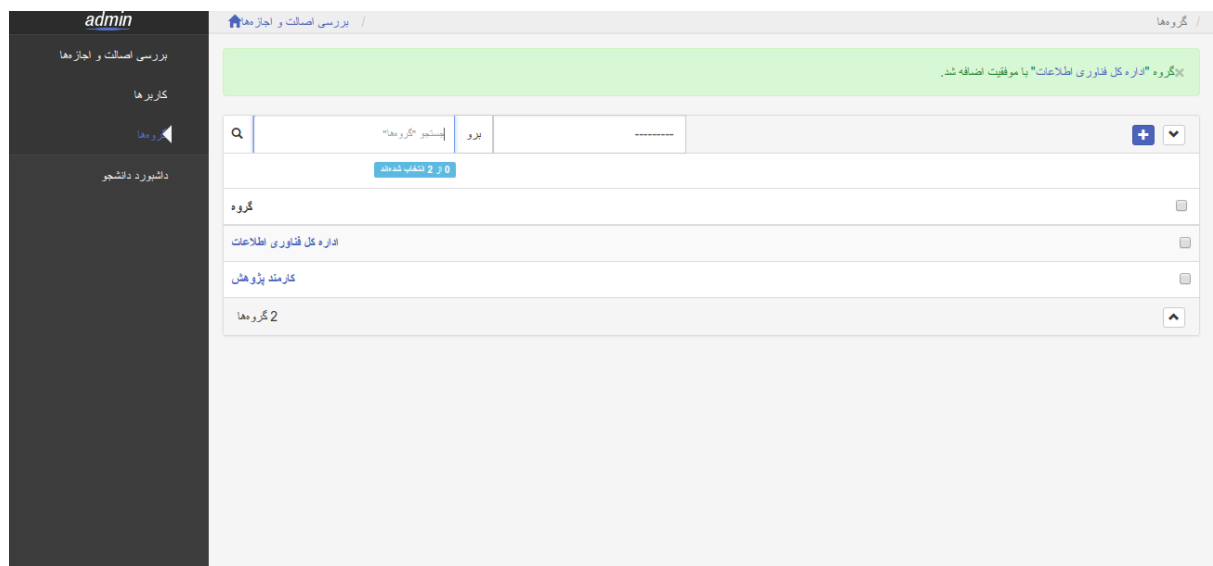 admin
بررسی اصالت و اجازه‌ها
کاربرها
گروه‌ها
داشبورد دانشجو
بررسی اصالت و اجازه‌ها /
/ گروه‌ها
×گروه "اداره کل فناوری اطلاعات" با موفقیت اضافه شد.
---------
برو
جستجو "گروه‌ها"
0 از 2 انتخاب شده‌اند
گروه
اداره کل فناوری اطلاعات
کارمند پژوهش
2 گروه‌ها